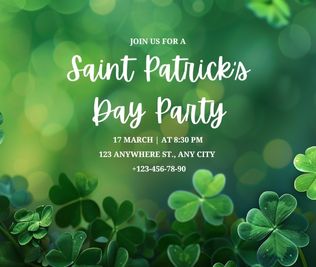 JOIN US FOR A
Saint Patrick's
Day Party
17 MARCH | AT 8:30 PM
123 ANYWHERE ST., ANY CITY
+123-456-78-90